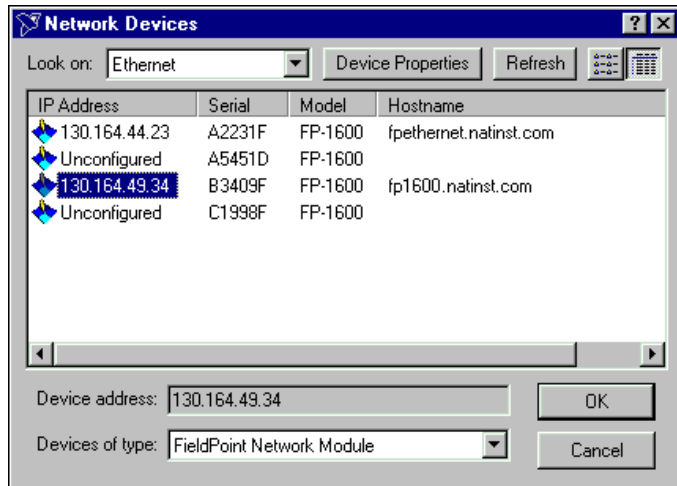 Network Devices
Look on: Ethernet Device Properties Refresh
IP Address Serial Model Hostname
130.164.44.23 A2231F FP-1600 fpethernet.natinst.com
Unconfigured A5451D FP-1600
130.164.49.34 B3409F FP-1600 fp1600.natinst.com
Unconfigured C1998F FP-1600
Device address: 130.164.49.34 OK
Devices of type: FieldPoint Network Module Cancel